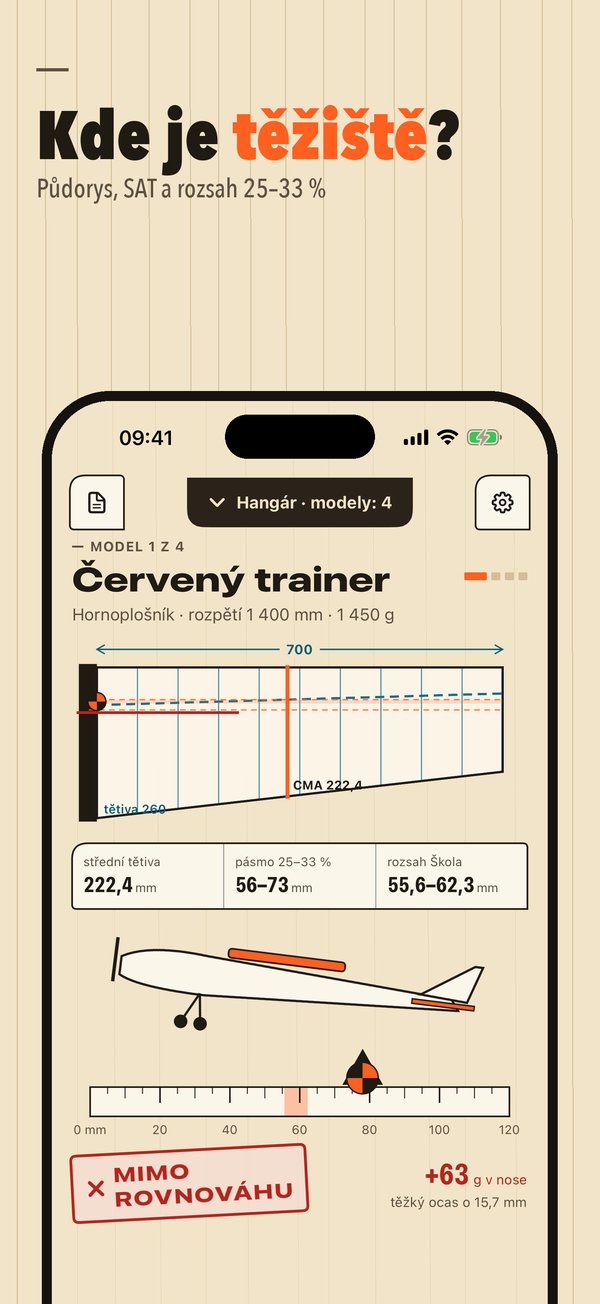 Kde je těžiště?
Půdorys, SAT a rozsah 25–33 %
09:41
Hangár · modely: 4
— MODEL 1 Z 4
Červený trainer
Hornoplošník · rozpětí 1 400 mm · 1 450 g
700
CMA 222,4
tětiva 260
střední tětiva
222,4 mm
pásmo 25–33 %
56–73 mm
rozsah Škola
55,6–62,3 mm
0 mm 20 40 60 80 100 120
MIMO
ROVNOVÁHU
+63 g v nose
těžký ocas o 15,7 mm